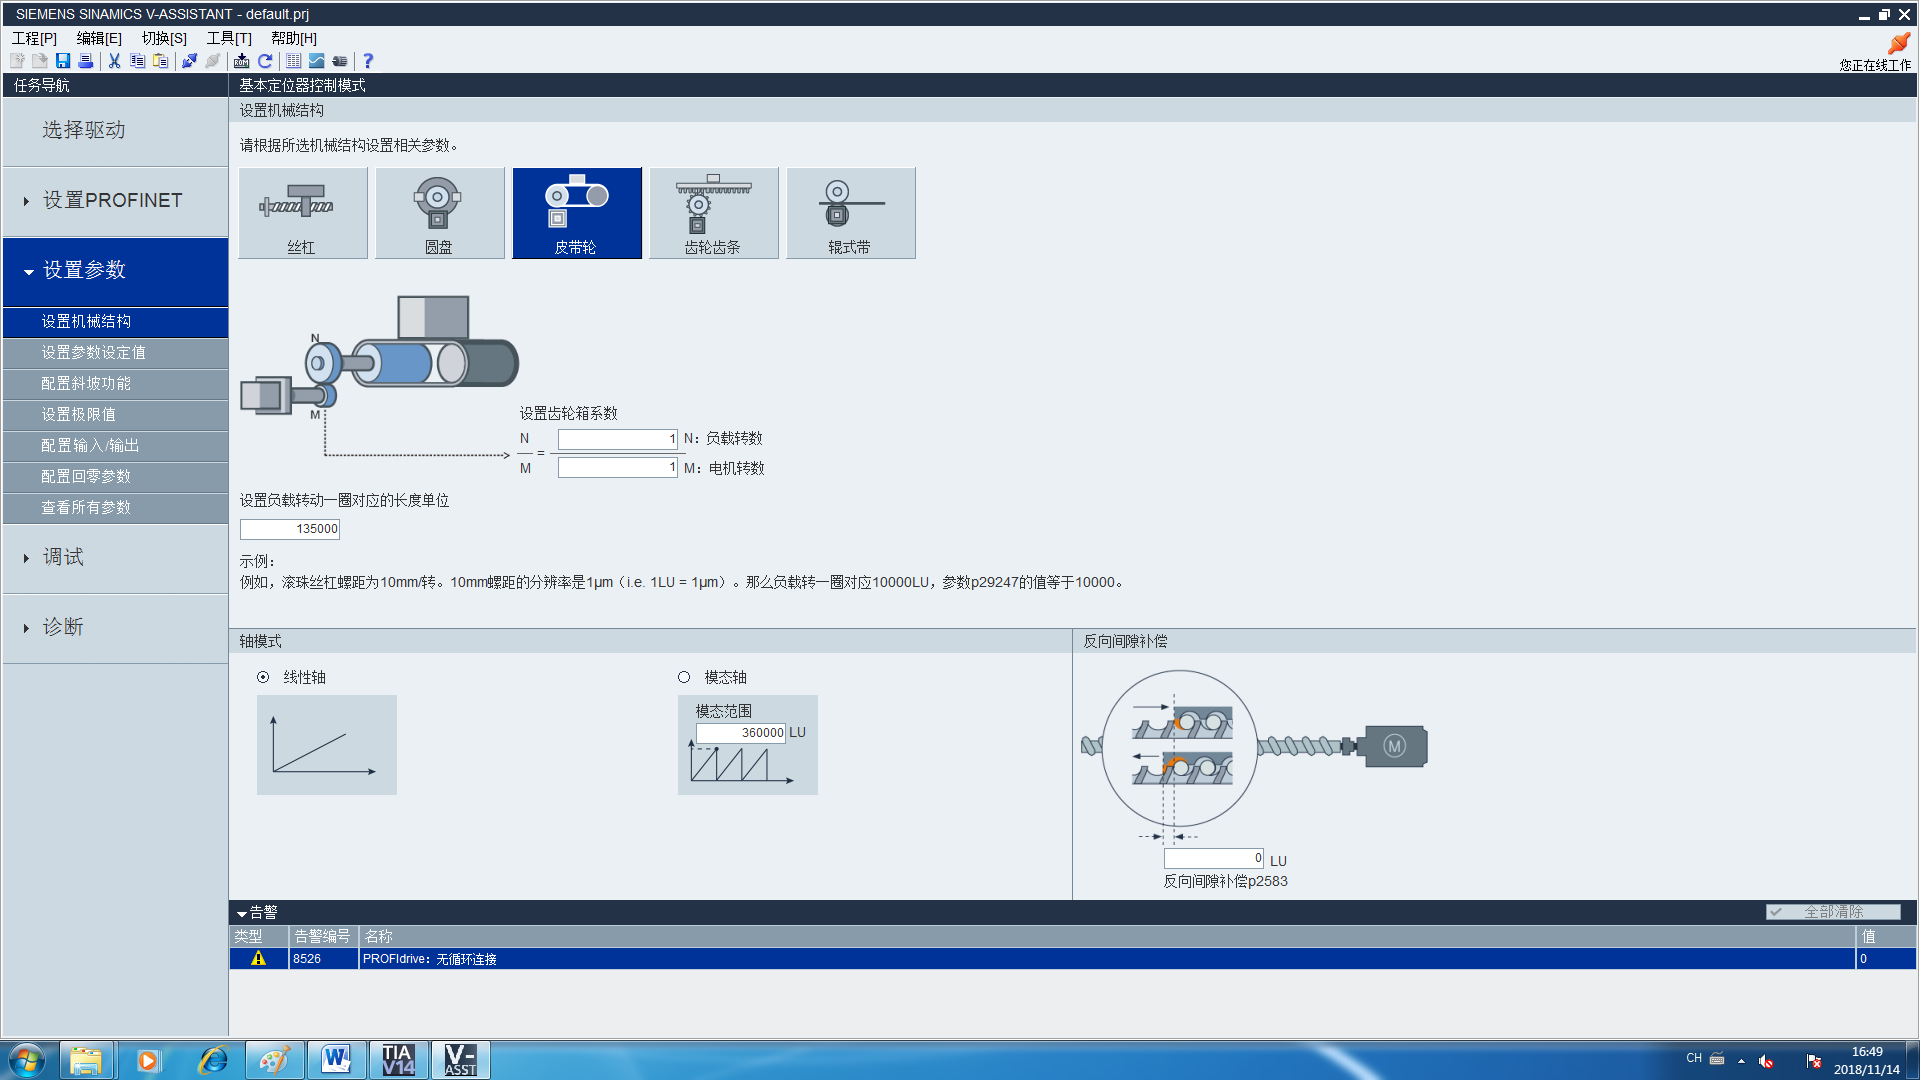 SIEMENS SINAMICS V-ASSISTANT - default.prj
工程[P] 编辑[E] 切换[S] 工具[T] 帮助[H]
您正在线工作
任务导航
基本定位器控制模式
选择驱动
设置PROFINET
设置参数
设置机械结构
设置参数设定值
配置斜坡功能
设置极限值
配置输入/输出
配置回零参数
查看所有参数
调试
诊断
设置机械结构
请根据所选机械结构设置相关参数。
丝杠 圆盘 皮带轮 齿轮齿条 辊式带
N
M
设置齿轮箱系数
N 1 N：负载转数
=
M 1 M：电机转数
设置负载转动一圈对应的长度单位
135000
示例：
例如，滚珠丝杠螺距为10mm/转。10mm螺距的分辨率是1μm（i.e. 1LU = 1μm）。那么负载转一圈对应10000LU，参数p29247的值等于10000。
轴模式
线性轴
模态轴
模态范围
360000 LU
反向间隙补偿
M
0 LU
反向间隙补偿p2583
告警
全部清除
类型 告警编号 名称 值
8526 PROFIdrive：无循环连接 0
TIA V14
V-ASST
CH
16:49
2018/11/14